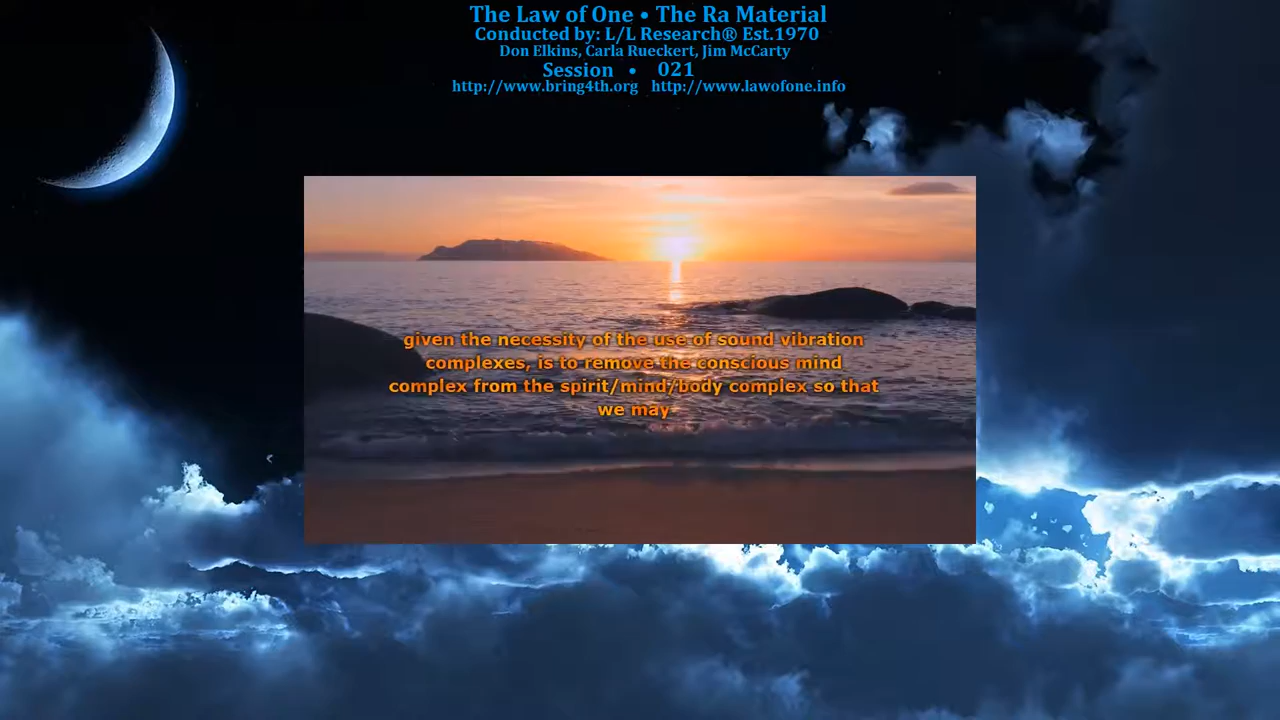 The Law of One • The Ra Material
Conducted by: L/L Research® Est.1970
Don Elkins, Carla Rueckert, Jim McCarty
Session • 021
http://www.bring4th.org http://www.lawofone.info
given the necessity of the use of sound vibration
complexes, is to remove the conscious mind
complex from the spirit/mind/body complex so that
we may